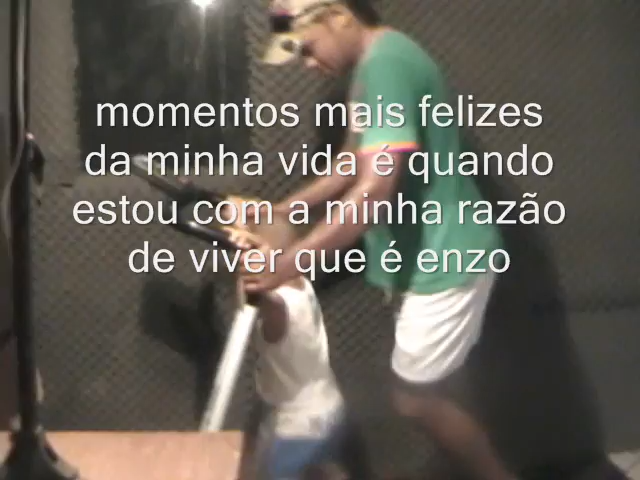 momentos mais felizes
da minha vida é quando
estou com a minha razão
de viver que é enzo